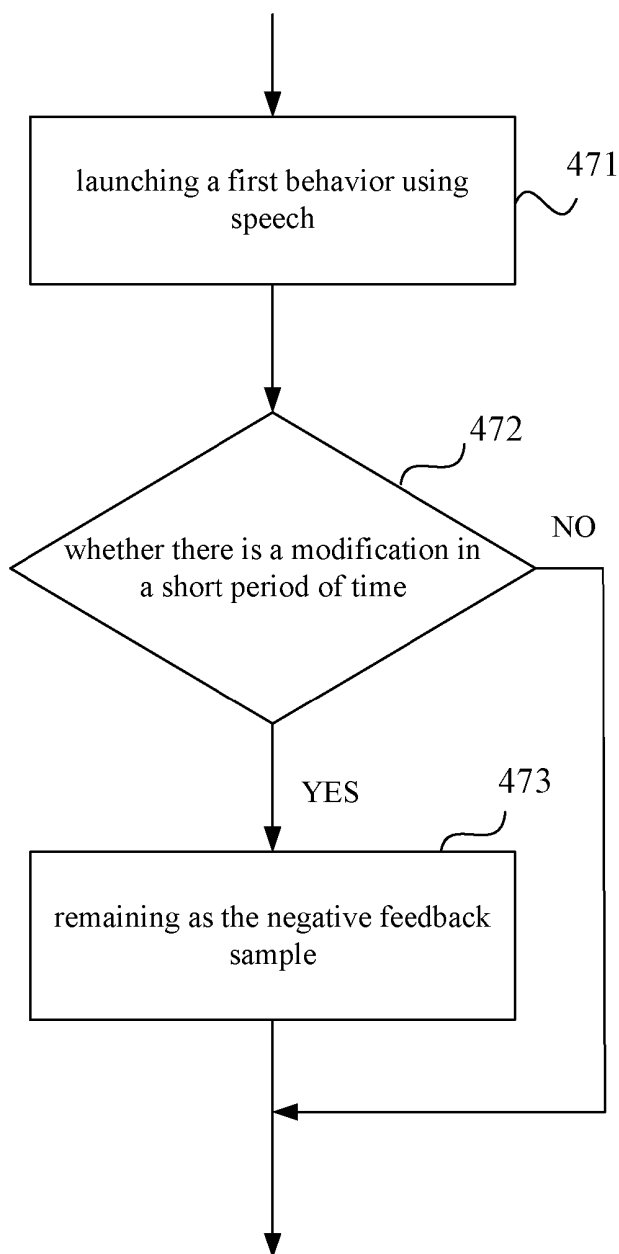 launching a first behavior using
speech
471
472
whether there is a modification in
a short period of time
NO
YES
473
remaining as the negative feedback
sample